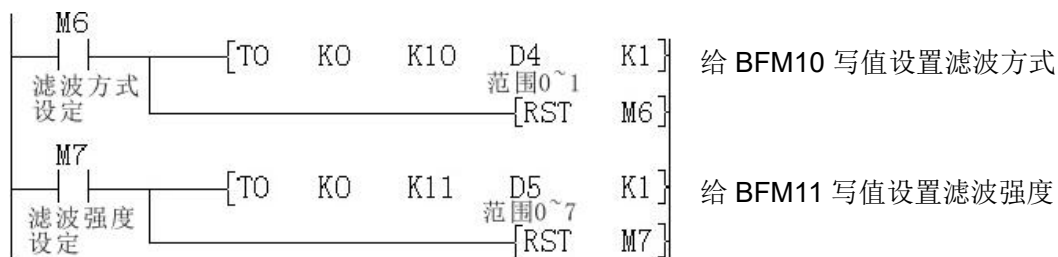 M6
[TO K0 K10 D4 K1] 给 BFM10 写值设置滤波方式
滤波方式
设定
范围0~1
[RST M6]
M7
[TO K0 K11 D5 K1] 给 BFM11 写值设置滤波强度
滤波强度
设定
范围0~7
[RST M7]